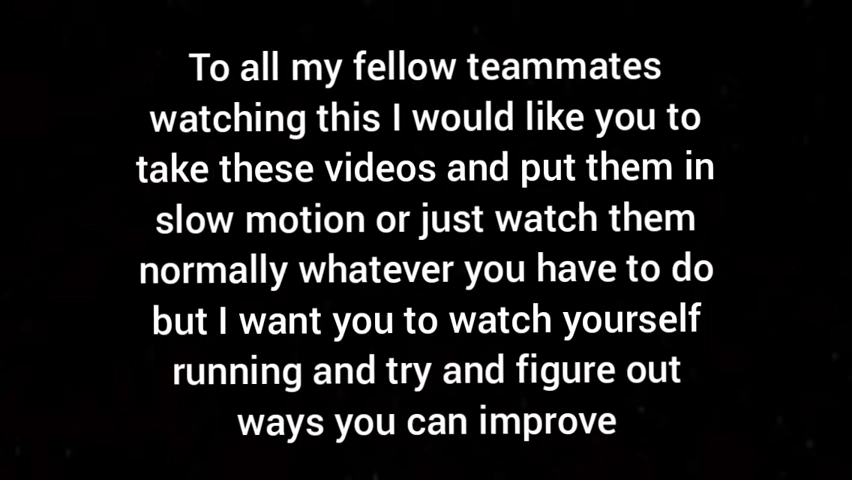 To all my fellow teammates
watching this I would like you to
take these videos and put them in
slow motion or just watch them
normally whatever you have to do
but I want you to watch yourself
running and try and figure out
ways you can improve